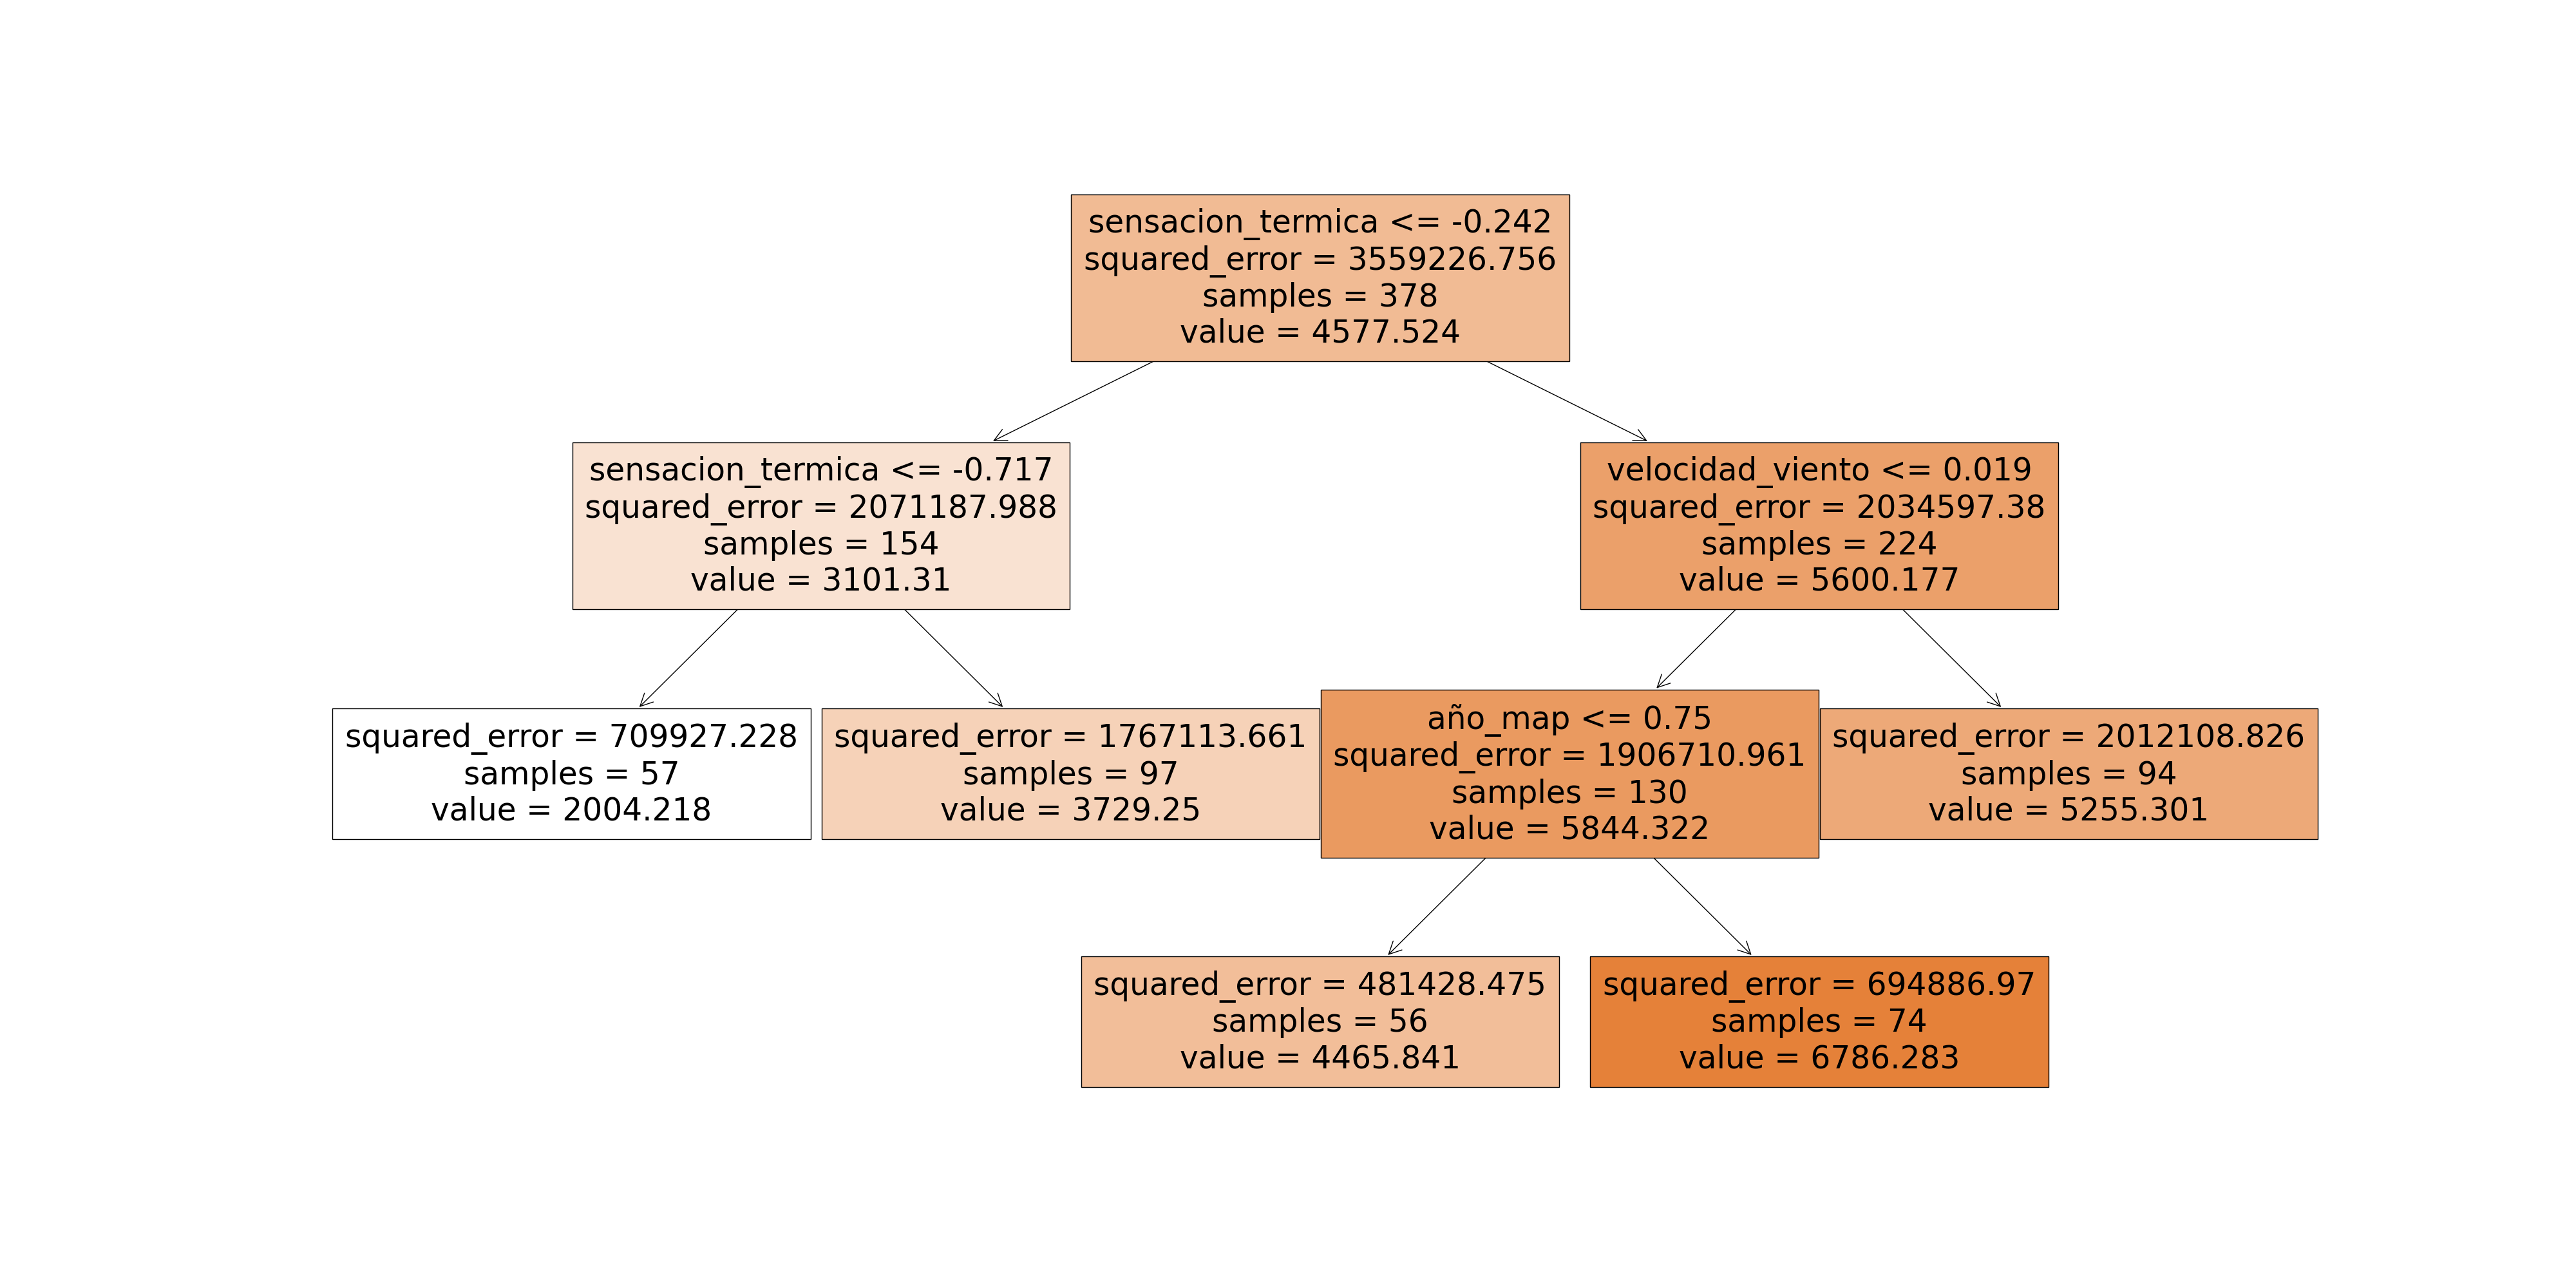 sensacion_termica <= -0.242
squared_error = 3559226.756
samples = 378
value = 4577.524
sensacion_termica <= -0.717
squared_error = 2071187.988
samples = 154
value = 3101.31
velocidad_viento <= 0.019
squared_error = 2034597.38
samples = 224
value = 5600.177
squared_error = 709927.228
samples = 57
value = 2004.218
squared_error = 1767113.661
samples = 97
value = 3729.25
año_map <= 0.75
squared_error = 1906710.961
samples = 130
value = 5844.322
squared_error = 2012108.826
samples = 94
value = 5255.301
squared_error = 481428.475
samples = 56
value = 4465.841
squared_error = 694886.97
samples = 74
value = 6786.283